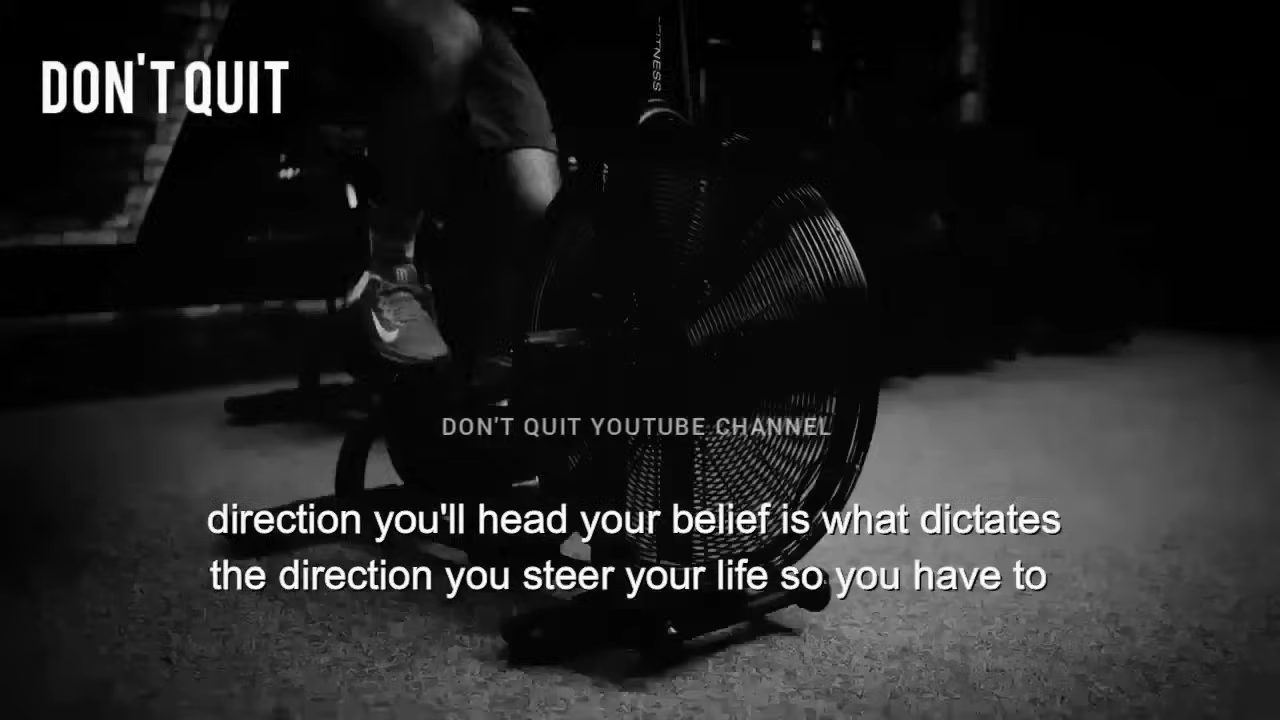 DON'T QUIT
DON'T QUIT YOUTUBE CHANNEL
direction you'll head your belief is what dictates
the direction you steer your life so you have to